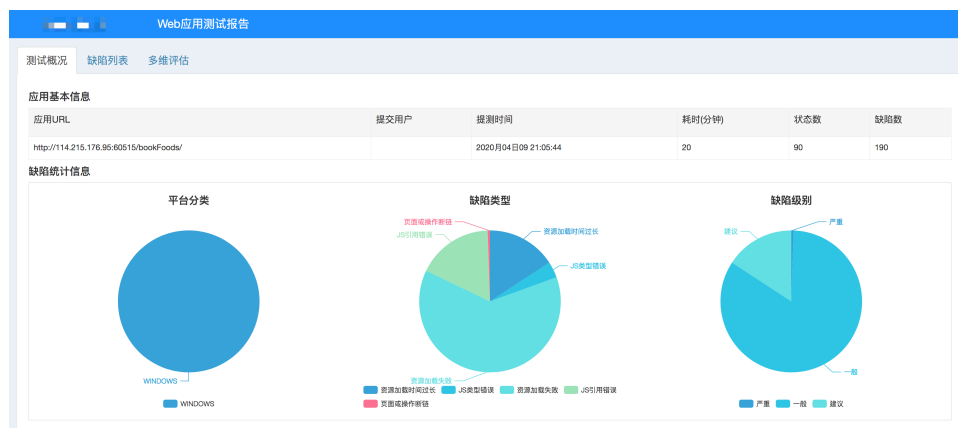 Web应用测试报告
测试概况 缺陷列表 多维评估
应用基本信息
应用URL 提交用户 提测时间 耗时(分钟) 状态数 缺陷数
http://114.215.176.95:60515/bookFoods/ 2020月04日09 21:05:44 20 90 190
缺陷统计信息
平台分类 缺陷类型 缺陷级别
页面或操作断链
JS引用错误
资源加载时间过长
JS类型错误
资源加载失败
建议
严重
一般
WINDOWS
资源加载时间过长 JS类型错误 资源加载失败 JS引用错误
页面或操作断链
WINDOWS
严重 一般 建议